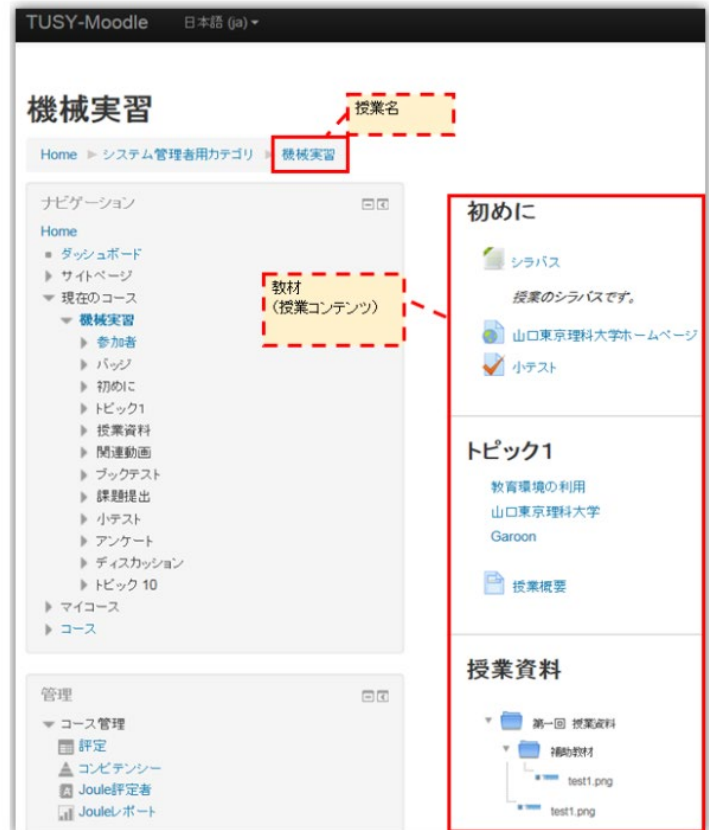 TUSY-Moodle 日本語 (ja)
機械実習
授業名
Home システム管理者用カテゴリ 機械実習
ナビゲーション
Home
ダッシュボード
サイトページ
現在のコース
機械実習
参加者
バッジ
初めに
トピック1
授業資料
関連動画
ブックテスト
課題提出
小テスト
アンケート
ディスカッション
トピック 10
マイコース
コース
管理
コース管理
評定
コンピテンシー
Joule評定者
Jouleレポート
教材
(授業コンテンツ)
初めに
シラバス
授業のシラバスです。
山口東京理科大学ホームページ
小テスト
トピック1
教育環境の利用
山口東京理科大学
Garoon
授業概要
授業資料
第一回 授業資料
補助教材
test1.png
test1.png